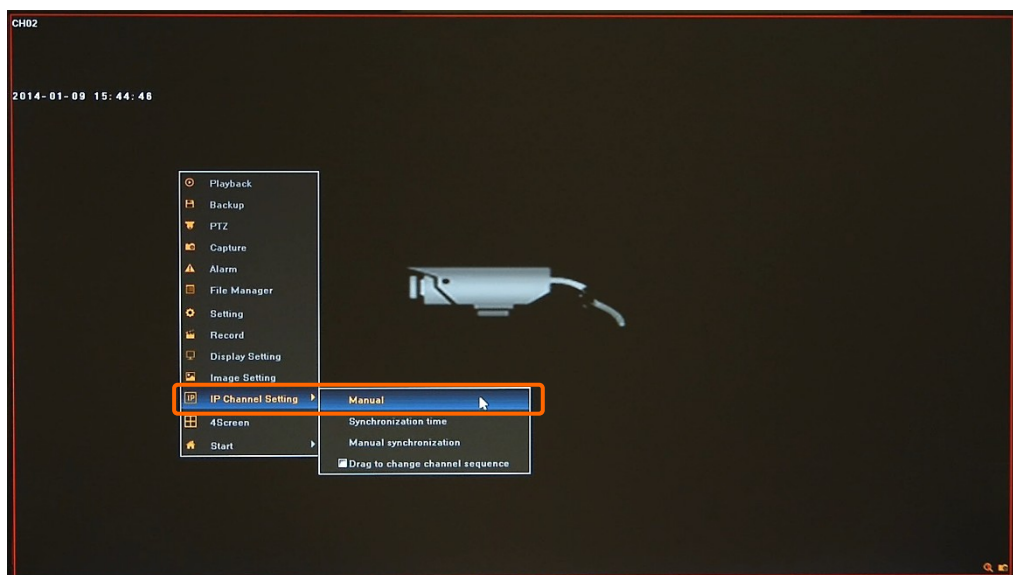 CH02
2014-01-09 15:44:46
Playback
Backup
PTZ
Capture
Alarm
File Manager
Setting
Record
Display Setting
Image Setting
IP IP Channel Setting
Manual
4Screen
Synchronization time
Start
Manual synchronization
Drag to change channel sequence